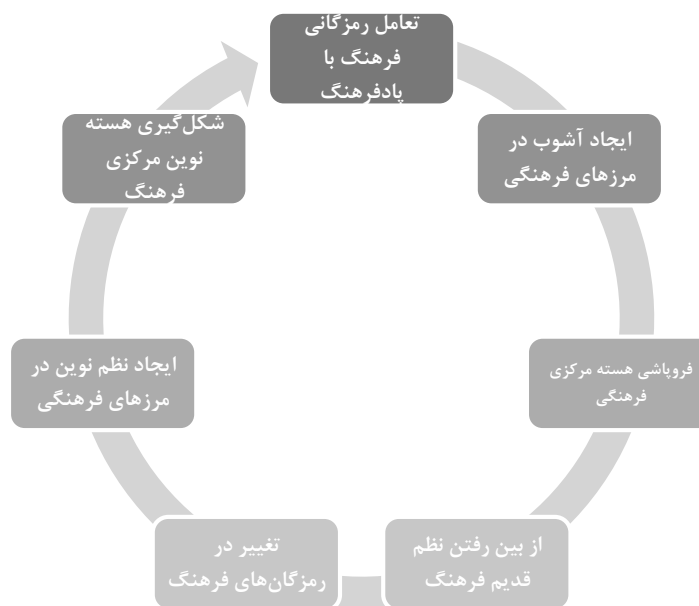 تعامل رمزگانی
فرهنگ با
پادفرهنگ
ایجاد آشوب در
مرزهای فرهنگی
فروپاشی هسته مرکزی
فرهنگی
از بین رفتن نظم
قدیم فرهنگ
تغییر در
رمزگان‌های فرهنگ
ایجاد نظم نوین در
مرزهای فرهنگی
شکل‌گیری هسته
نوین مرکزی
فرهنگ